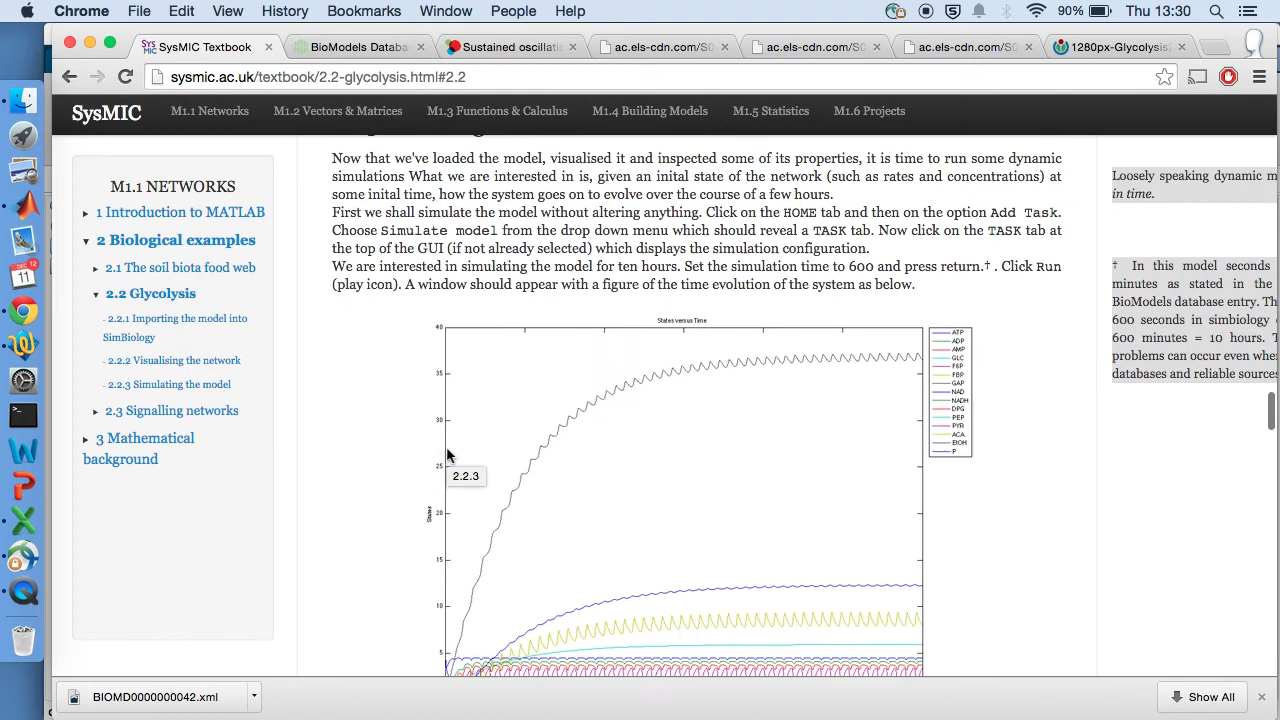 Chrome File Edit View History Bookmarks Window People Help 90% Thu 13:30
SysMIC Textbook BioModels Databa Sustained oscillatio ac.els-cdn.com/S0 ac.els-cdn.com/S0 ac.els-cdn.com/S0 1280px-Glycolysis2
sysmic.ac.uk/textbook/2.2-glycolysis.html#2.2
SysMIC M1.1 Networks M1.2 Vectors & Matrices M1.3 Functions & Calculus M1.4 Building Models M1.5 Statistics M1.6 Projects
M1.1 NETWORKS
1 Introduction to MATLAB
2 Biological examples
2.1 The soil biota food web
2.2 Glycolysis
- 2.2.1 Importing the model into
SimBiology
- 2.2.2 Visualising the network
- 2.2.3 Simulating the model
2.3 Signalling networks
3 Mathematical
background
Now that we've loaded the model, visualised it and inspected some of its properties, it is time to run some dynamic
simulations What we are interested in is, given an inital state of the network (such as rates and concentrations) at
some inital time, how the system goes on to evolve over the course of a few hours.
First we shall simulate the model without altering anything. Click on the HOME tab and then on the option Add Task.
Choose Simulate model from the drop down menu which should reveal a TASK tab. Now click on the TASK tab at
the top of the GUI (if not already selected) which displays the simulation configuration.
We are interested in simulating the model for ten hours. Set the simulation time to 600 and press return.† . Click Run
(play icon). A window should appear with a figure of the time evolution of the system as below.
States versus Time
40
35
30
25
20
15
10
5
States
2.2.3
ATP
ADP
AMP
GLC
F6P
FBP
GAP
NAD
NADH
DPG
PEP
PYR
ACA
EtOH
P
Loosely speaking dynamic m
in time.
† In this model seconds
minutes as stated in the
BioModels database entry. Th
600 seconds in simbiology c
600 minutes = 10 hours. T
problems can occur even whe
databases and reliable sources
BIOMD0000000042.xml Show All